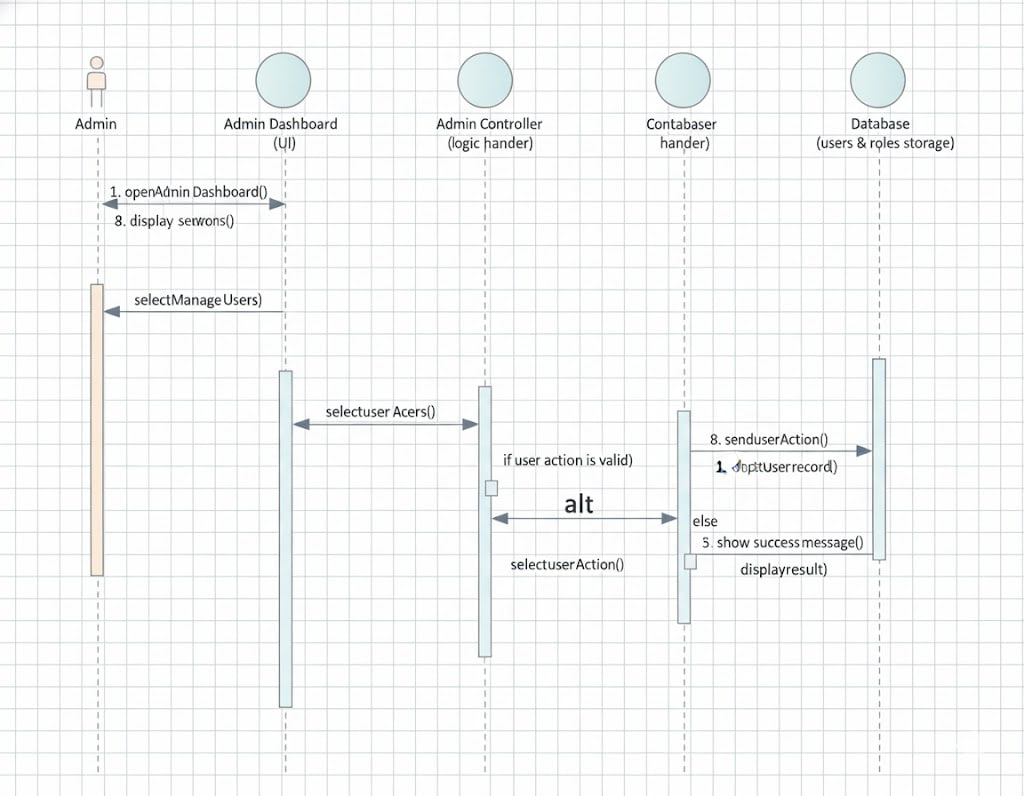 Admin
Admin Dashboard
(UI)
Admin Controller
(logic hander)
Contabaser
hander)
Database
(users & roles storage)
1. openAdnin Dashboard()
8. display serwons()
selectManage Users)
selectuser Acers()
if user action is valid)
alt
selectuserAction()
8. senduserAction()
1.
else
5. show success message()
displayresult)